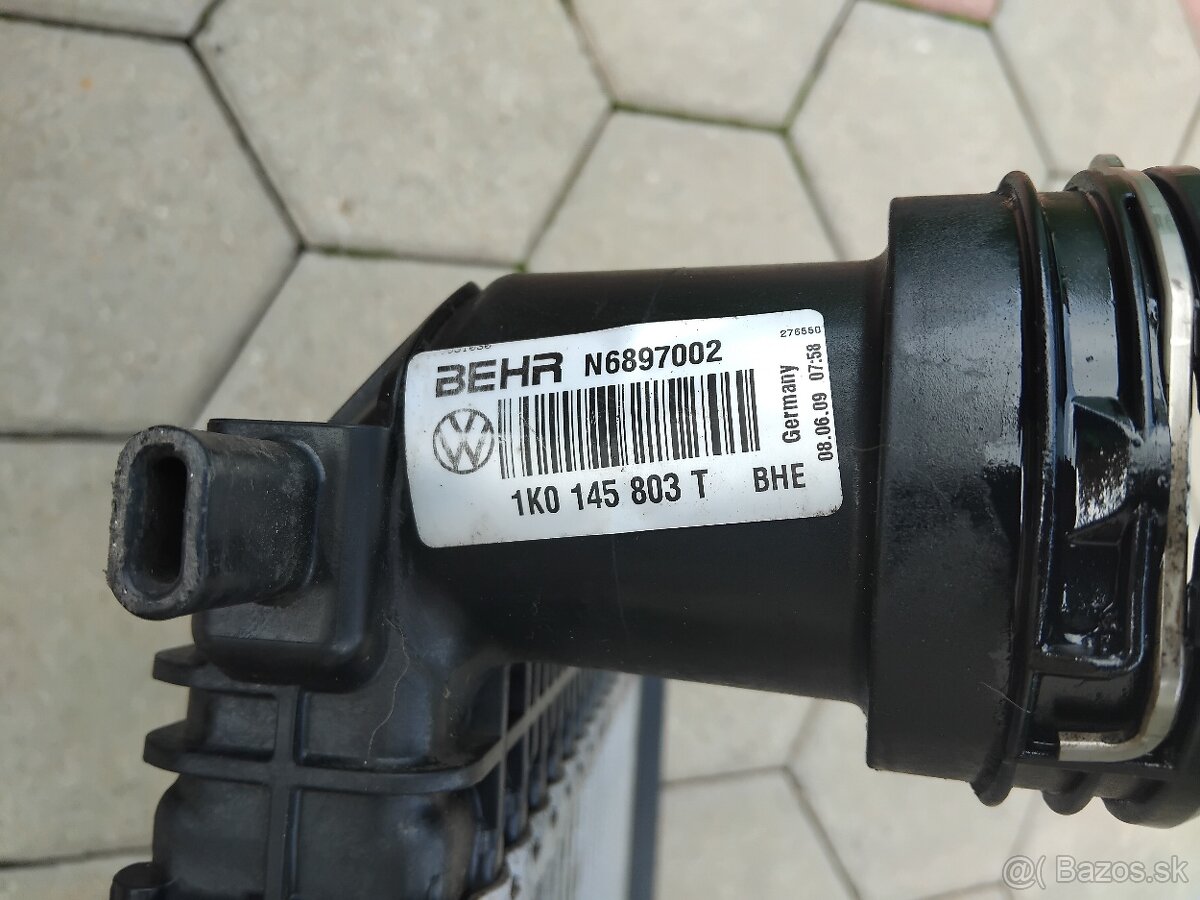 276550
BEHR N6897002
Germany
08.06.09 07:58
1K0 145 803 T BHE
@( Bazos.sk